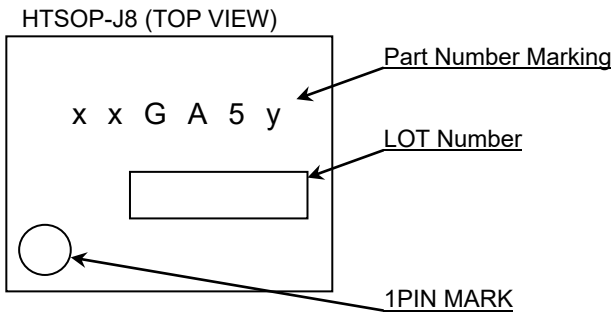 HTSOP-J8 (TOP VIEW)
Part Number Marking
x x G A 5 y
LOT Number
1PIN MARK